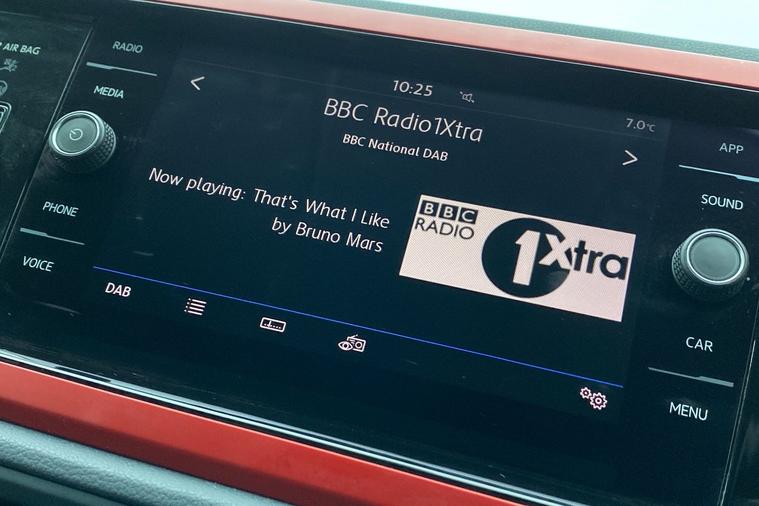 AIR BAG
RADIO
MEDIA
PHONE
VOICE
10:25
BBC Radio1Xtra
BBC National DAB
7.0°C
Now playing: That's What I Like
by Bruno Mars
BBC
RADIO
1Xtra
DAB
APP
SOUND
CAR
MENU